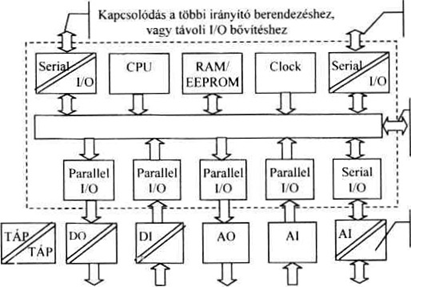 Kapcsolódás a többi irányító berendezéshez,
vagy távoli I/O bővítéshez
Serial I/O
CPU
RAM/
EEPROM
Clock
Serial I/O
Parallel
I/O
Parallel
I/O
Parallel
I/O
Parallel
I/O
Serial
I/O
TÁP
TÁP
DO
DI
AO
AI
AI